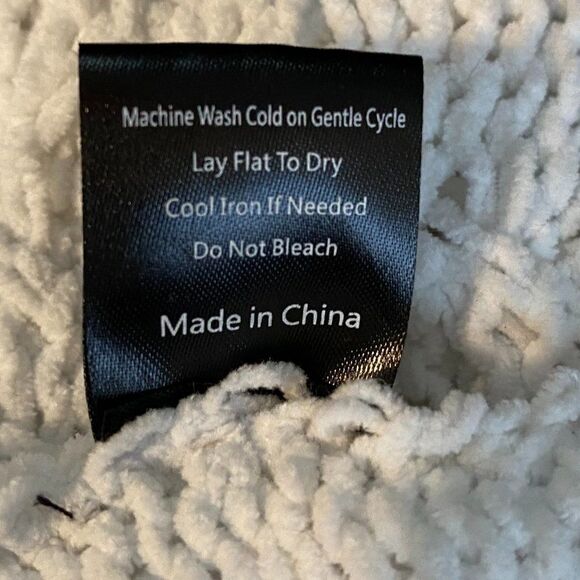 Machine Wash Cold on Gentle Cycle
Lay Flat To Dry
Cool Iron If Needed
Do Not Bleach
Made in China